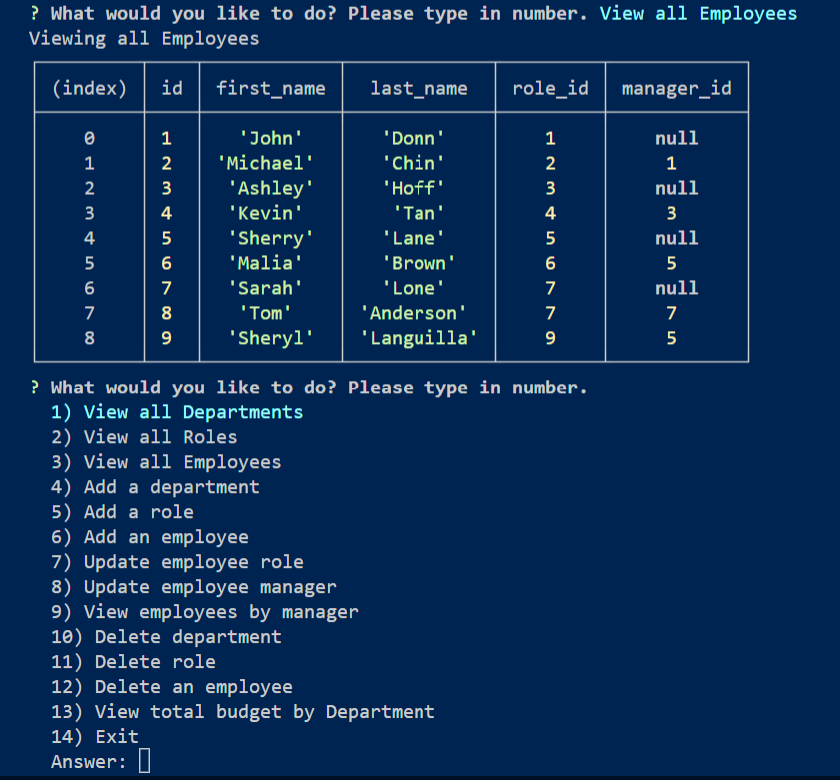 ? What would you like to do? Please type in number. View all Employees
Viewing all Employees
(index) id first_name last_name role_id manager_id
0 1 'John' 'Donn' 1 null
1 2 'Michael' 'Chin' 2 1
2 3 'Ashley' 'Hoff' 3 null
3 4 'Kevin' 'Tan' 4 3
4 5 'Sherry' 'Lane' 5 null
5 6 'Malia' 'Brown' 6 5
6 7 'Sarah' 'Lone' 7 null
7 8 'Tom' 'Anderson' 7 7
8 9 'Sheryl' 'Languilla' 9 5
? What would you like to do? Please type in number.
1) View all Departments
2) View all Roles
3) View all Employees
4) Add a department
5) Add a role
6) Add an employee
7) Update employee role
8) Update employee manager
9) View employees by manager
10) Delete department
11) Delete role
12) Delete an employee
13) View total budget by Department
14) Exit
Answer: